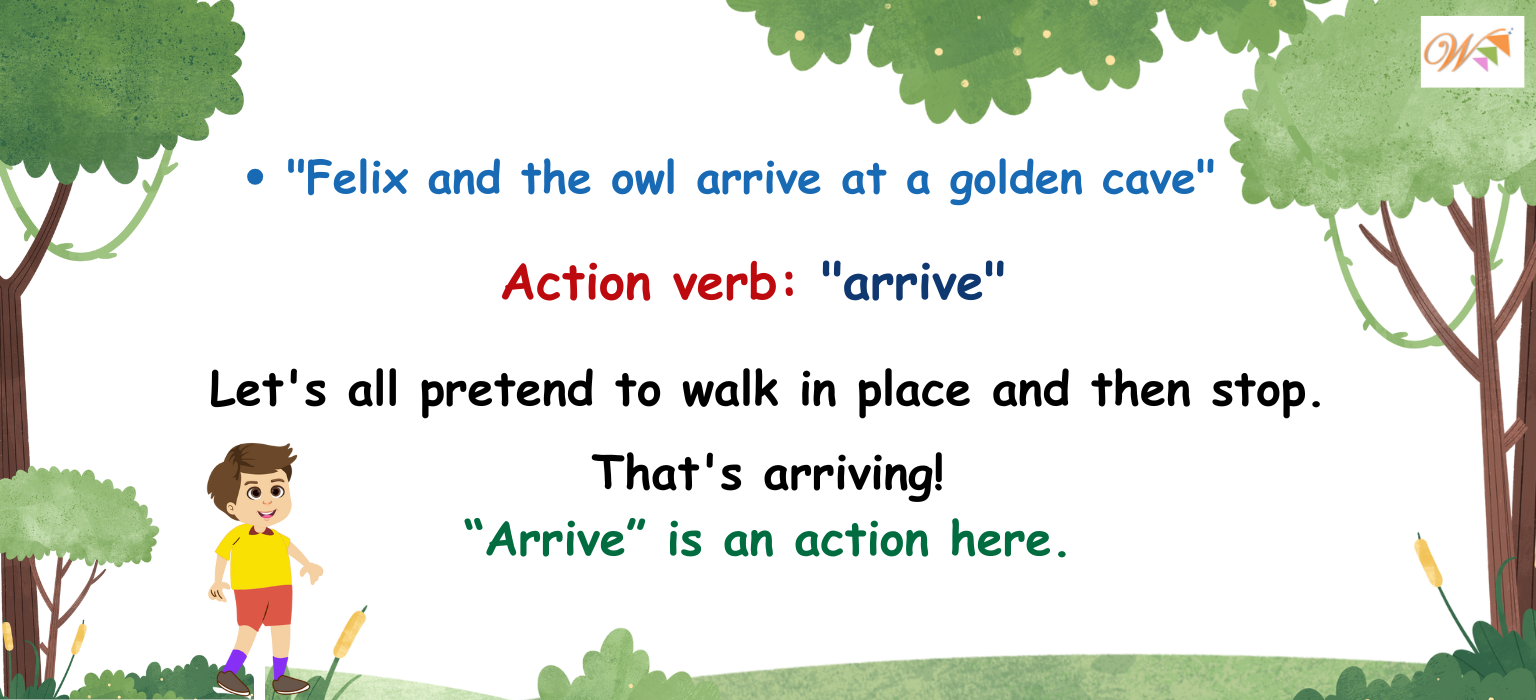 W
• "Felix and the owl arrive at a golden cave"
Action verb: "arrive"
Let's all pretend to walk in place and then stop.
That's arriving!
“Arrive” is an action here.